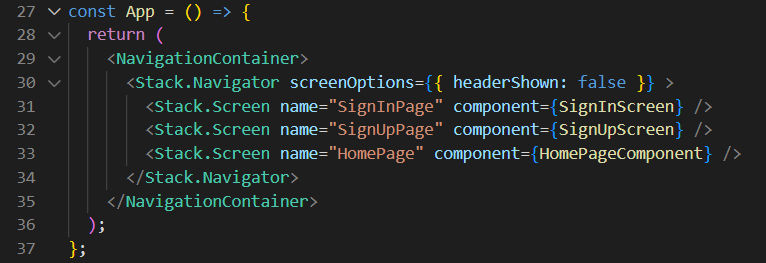 27 const App = () => {
28 return (
29 <NavigationContainer>
30 <Stack.Navigator screenOptions={{ headerShown: false }} >
31 <Stack.Screen name="SignInPage" component={SignInScreen} />
32 <Stack.Screen name="SignUpPage" component={SignUpScreen} />
33 <Stack.Screen name="HomePage" component={HomePageComponent} />
34 </Stack.Navigator>
35 </NavigationContainer>
36 );
37 };